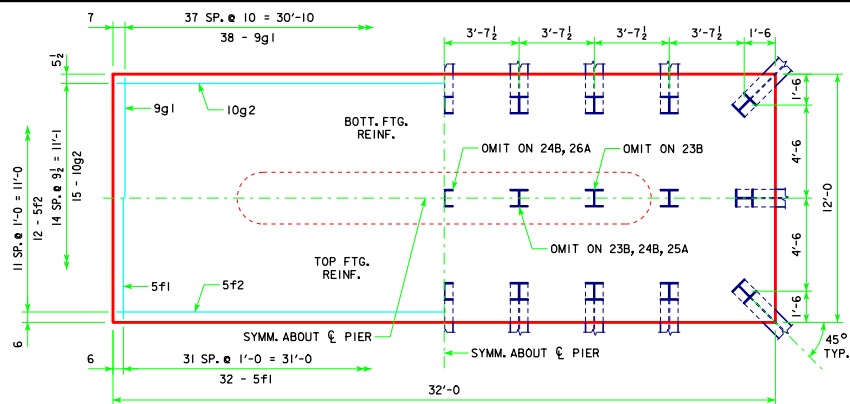 7
37 SP. @ 10 = 30'-10
38 - 9g1
3'-7½
3'-7½
3'-7½
3'-7½
1'-6
5½
9g1
10g2
BOTT. FTG.
REINF.
OMIT ON 24B, 26A
OMIT ON 23B
1'-6
4'-6
12'-0
4'-6
1'-6
11 SP. @ 1'-0 = 11'-0
12 - 5f2
14 SP. @ 9½ = 11'-1
15 - 10g2
OMIT ON 23B, 24B, 25A
TOP FTG.
REINF.
5f1
5f2
6
SYMM. ABOUT ℄ PIER
SYMM. ABOUT ℄ PIER
45°
TYP.
6
31 SP. @ 1'-0 = 31'-0
32 - 5f1
32'-0